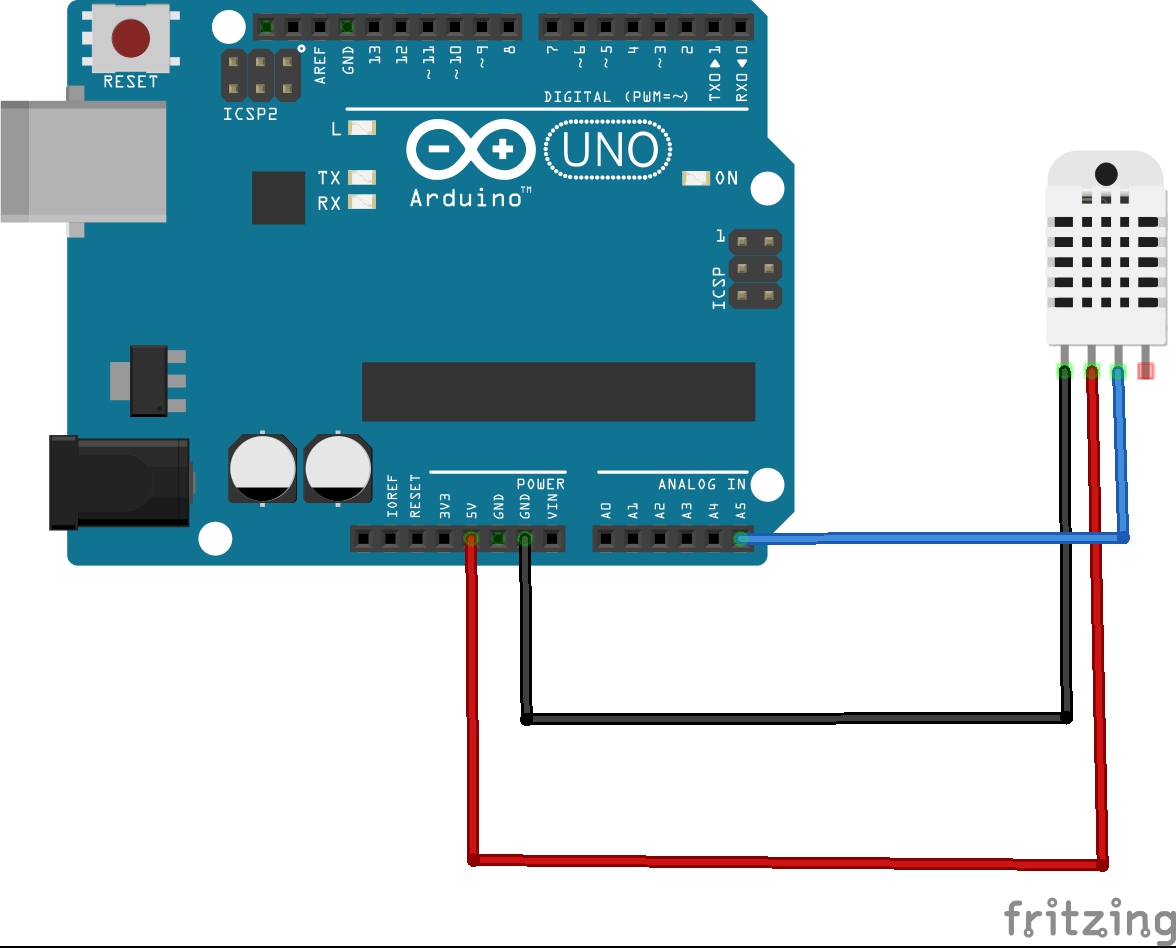 RESET
ICSP2
AREF
GND
13
12
~11
~10
~9
8
7
~6
~5
4
~3
2
TX0▶1
RX0◀0
DIGITAL (PWM=~)
L
TX
RX
Arduino™
UNO
ON
1
ICSP
IOREF
RESET
3V3
5V
GND
GND
VIN
POWER
ANALOG IN
A0
A1
A2
A3
A4
A5
fritzing